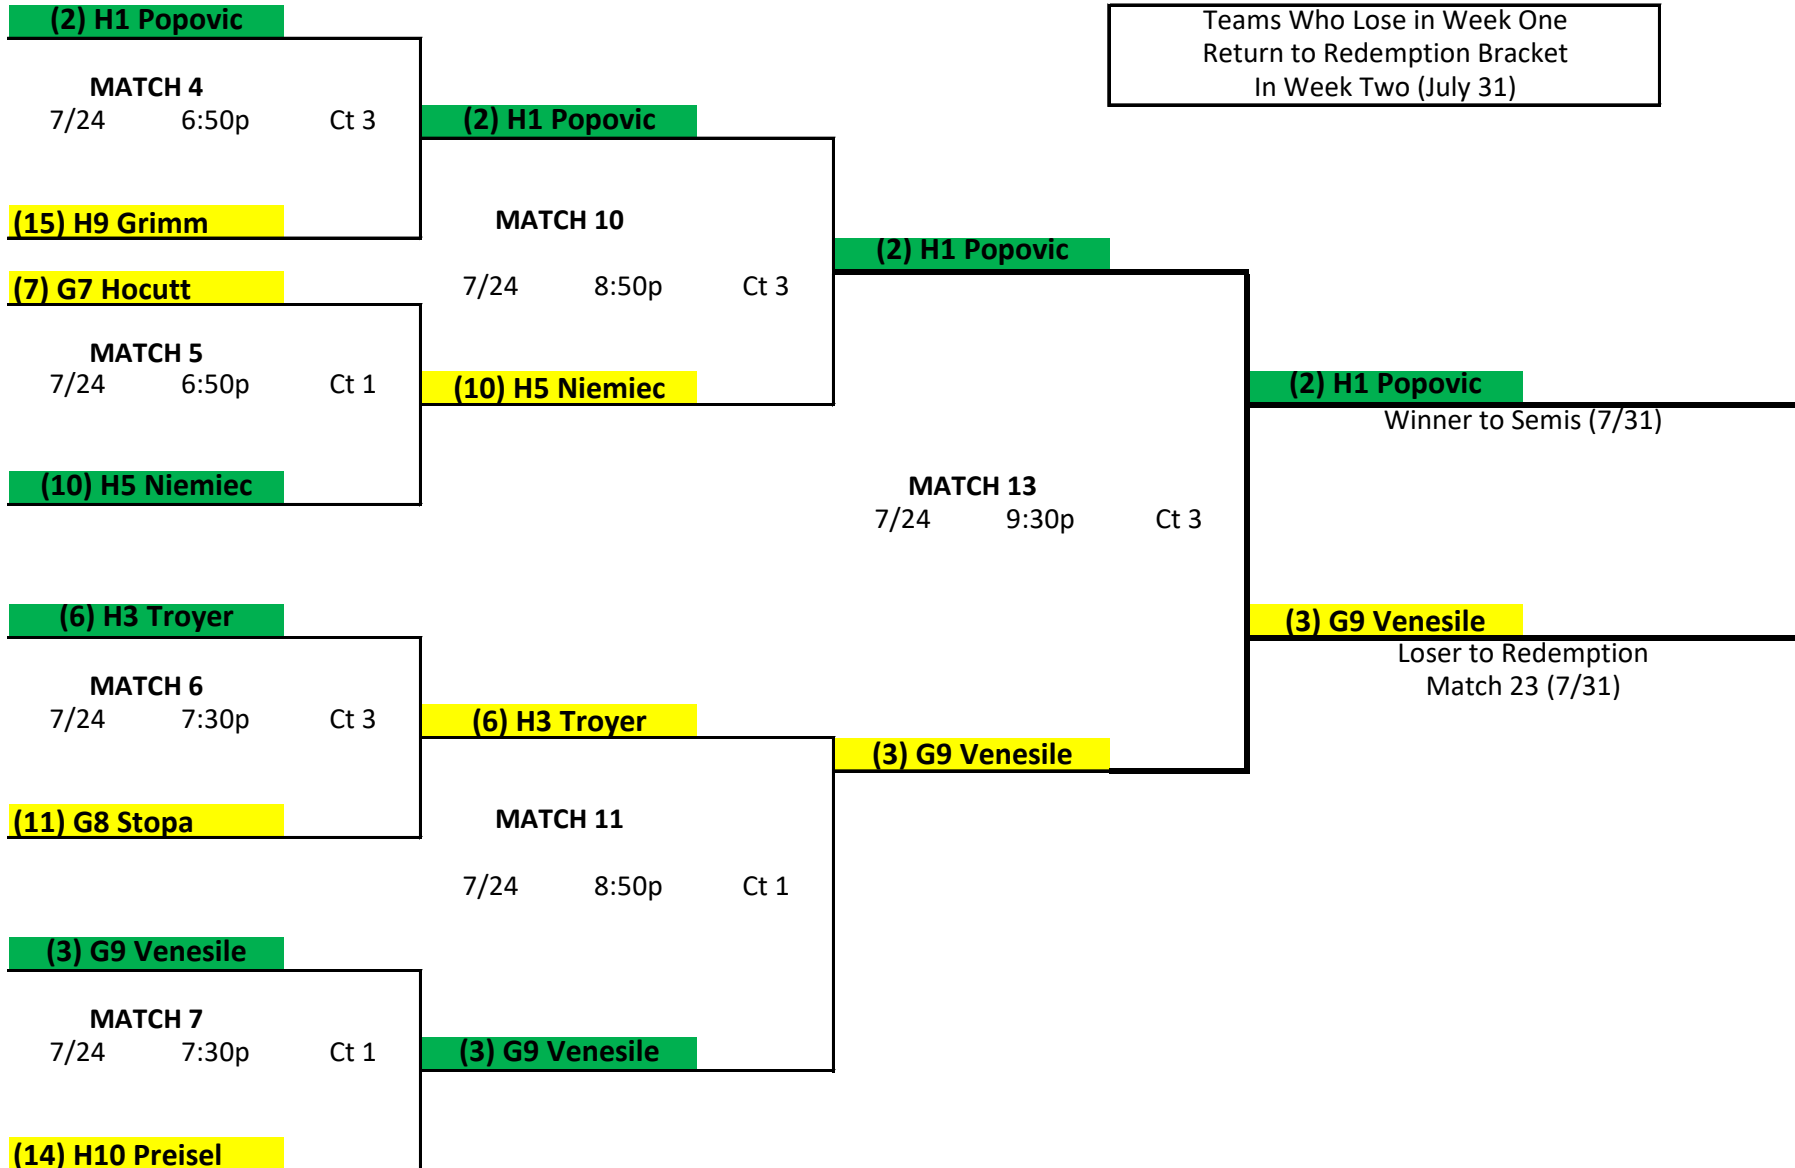 (2) H1 Popovic
Teams Who Lose in Week One
Return to Redemption Bracket
In Week Two (July 31)
MATCH 4
7/24 6:50p Ct 3
(2) H1 Popovic
(15) H9 Grimm
MATCH 10
(2) H1 Popovic
(7) G7 Hocutt
7/24 8:50p Ct 3
MATCH 5
7/24 6:50p Ct 1
(10) H5 Niemiec
(2) H1 Popovic
Winner to Semis (7/31)
(10) H5 Niemiec
MATCH 13
7/24 9:30p Ct 3
(6) H3 Troyer
(3) G9 Venesile
Loser to Redemption
Match 23 (7/31)
MATCH 6
7/24 7:30p Ct 3
(6) H3 Troyer
(3) G9 Venesile
(11) G8 Stopa
MATCH 11
7/24 8:50p Ct 1
(3) G9 Venesile
MATCH 7
7/24 7:30p Ct 1
(3) G9 Venesile
(14) H10 Preisel